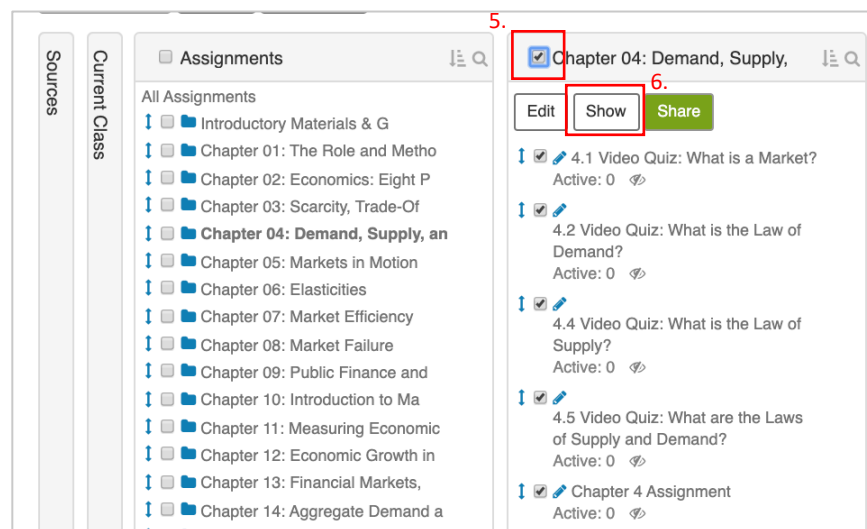 5.
Sources
Current Class
Assignments
Chapter 04: Demand, Supply,
6.
All Assignments
Edit
Show
Share
Introductory Materials & G
Chapter 01: The Role and Metho
Chapter 02: Economics: Eight P
Chapter 03: Scarcity, Trade-Of
Chapter 04: Demand, Supply, an
Chapter 05: Markets in Motion
Chapter 06: Elasticities
Chapter 07: Market Efficiency
Chapter 08: Market Failure
Chapter 09: Public Finance and
Chapter 10: Introduction to Ma
Chapter 11: Measuring Economic
Chapter 12: Economic Growth in
Chapter 13: Financial Markets,
Chapter 14: Aggregate Demand a
4.1 Video Quiz: What is a Market?
Active: 0
4.2 Video Quiz: What is the Law of
Demand?
Active: 0
4.4 Video Quiz: What is the Law of
Supply?
Active: 0
4.5 Video Quiz: What are the Laws
of Supply and Demand?
Active: 0
Chapter 4 Assignment
Active: 0